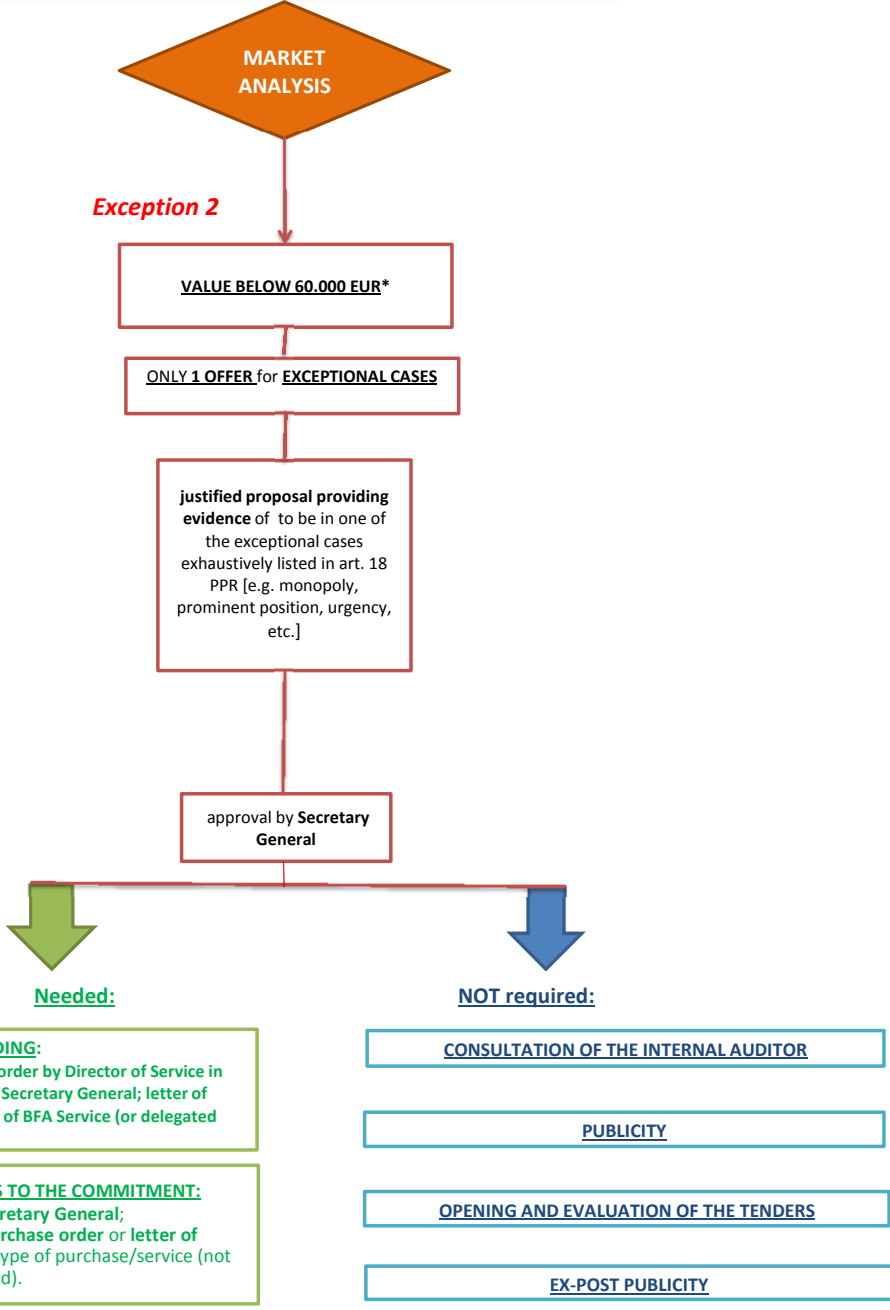 MARKET
ANALYSIS
Exception 2
VALUE BELOW 60.000 EUR*
ONLY 1 OFFER for EXCEPTIONAL CASES
justified proposal providing
evidence of to be in one of
the exceptional cases
exhaustively listed in art. 18
PPR [e.g. monopoly,
prominent position, urgency,
etc.]
approval by Secretary
General
Needed:
DING:
order by Director of Service in
Secretary General; letter of
of BFA Service (or delegated
S TO THE COMMITMENT:
retary General;
rchase order or letter of
ype of purchase/service (not
d).
NOT required:
CONSULTATION OF THE INTERNAL AUDITOR
PUBLICITY
OPENING AND EVALUATION OF THE TENDERS
EX-POST PUBLICITY